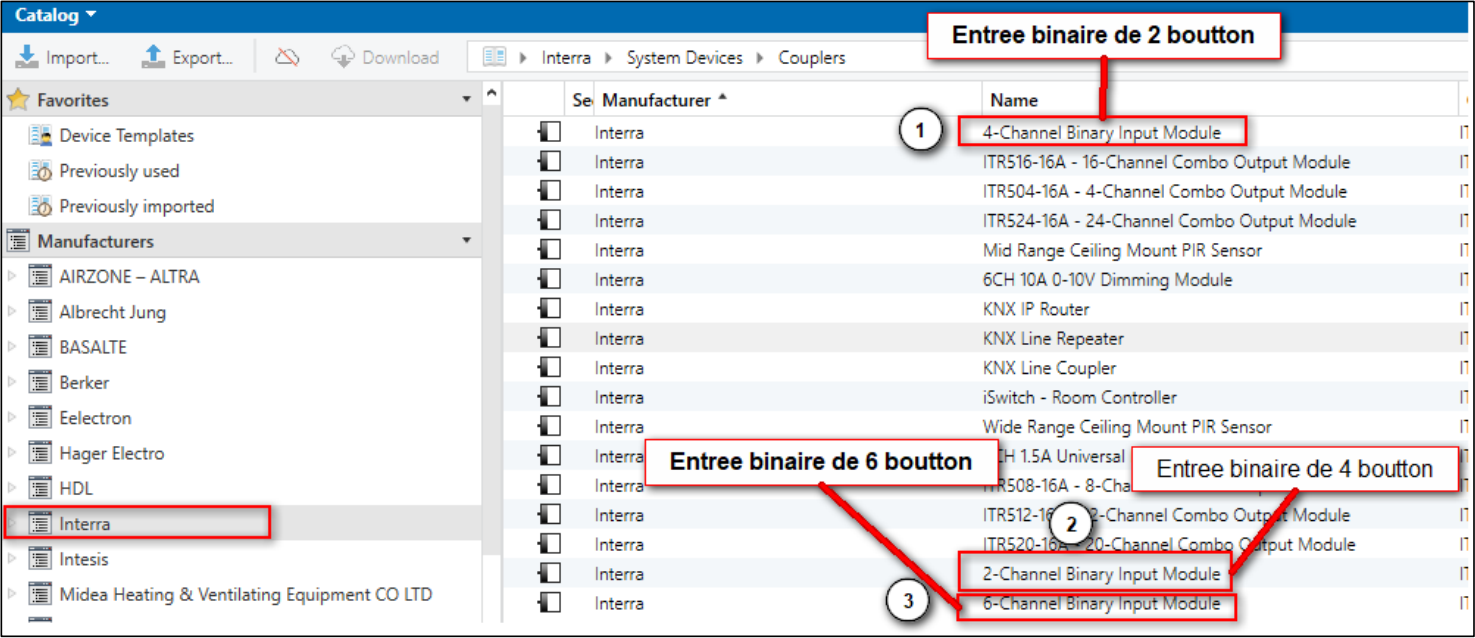 Catalog
Import... Export... Download Interra System Devices Couplers
Entree binaire de 2 boutton
Favorites
Device Templates
Previously used
Previously imported
Manufacturers
AIRZONE – ALTRA
Albrecht Jung
BASALTE
Berker
Eelectron
Hager Electro
HDL
Interra
Intesis
Midea Heating & Ventilating Equipment CO LTD
Se Manufacturer Name
Interra 1 4-Channel Binary Input Module
Interra ITR516-16A - 16-Channel Combo Output Module
Interra ITR504-16A - 4-Channel Combo Output Module
Interra ITR524-16A - 24-Channel Combo Output Module
Interra Mid Range Ceiling Mount PIR Sensor
Interra 6CH 10A 0-10V Dimming Module
Interra KNX IP Router
Interra KNX Line Repeater
Interra KNX Line Coupler
Interra iSwitch - Room Controller
Interra Wide Range Ceiling Mount PIR Sensor
Interra CH 1.5A Universal
Entree binaire de 6 boutton
Entree binaire de 4 boutton
Interra ITR508-16A - 8-Cha
Interra ITR512-16 2-Channel Combo Output Module
2
Interra ITR520-16A - 20-Channel Combo Output Module
Interra 2-Channel Binary Input Module
Interra 3 6-Channel Binary Input Module